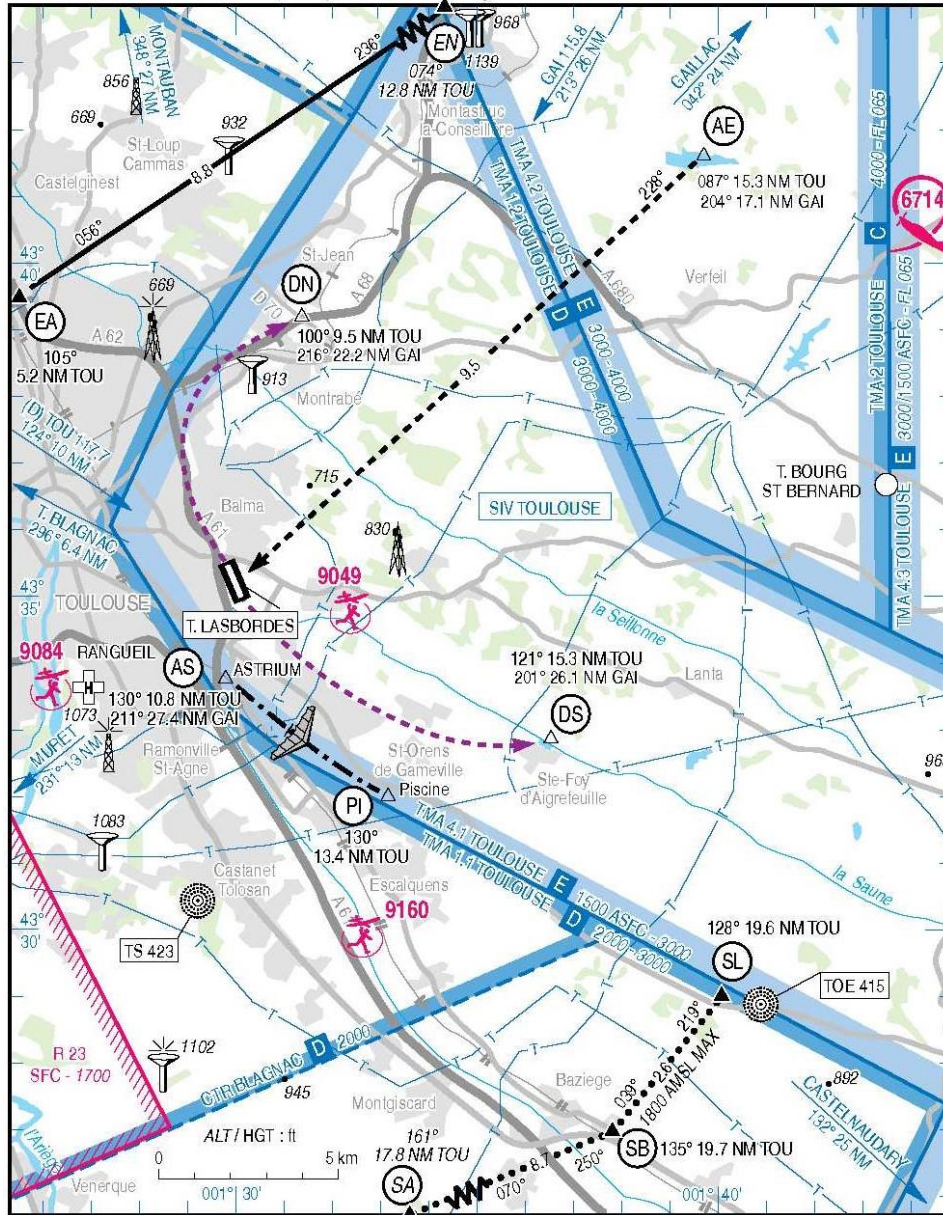 MONTAUBAN
348° 27 NM
856
669
St-Loup
Cammas
932
Castelginest
236°
EN
968
1139
074°
12.8 NM TOU
Montastruc
la-Conseillère
GAI 115.8
213° 26 NM
GAILLAC
042° 24 NM
AE
087° 15.3 NM TOU
204° 17.1 NM GAI
228°
4000 - FL 065
C
6714
TMA 4.2 TOULOUSE
TMA 1.2 TOULOUSE
8.8
056°
43°
40'
EA
105°
5.2 NM TOU
669
A 62
St-Jean
DN
D 70
A 68
100° 9.5 NM TOU
216° 22.2 NM GAI
913
Montrabé
A 680
Verfeil
E
D
3000 - 4000
3000 - 4000
9.5
TMA 2 TOULOUSE
E
3000/1500 ASFC - FL 065
TMA 4.3 TOULOUSE
(D) TOU 117.7
124° 10 NM
T. BLAGNAC
296° 6.4 NM
Balma
A 61
715
830
SIV TOULOUSE
T. BOURG
ST BERNARD
43°
35'
TOULOUSE
T. LASBORDES
9049
la Seillonne
9084
RANGUEIL
H
1073
AS
ASTRIUM
130° 10.8 NM TOU
211° 27.4 NM GAI
121° 15.3 NM TOU
201° 26.1 NM GAI
DS
Lanta
MURET
231° 13 NM
Ramonville
St-Agne
St-Orens
de Gameville
Ste-Foy
d'Aigrefeuille
Piscine
PI
130°
13.4 NM TOU
1083
Castanet
Tolosan
TMA 4.1 TOULOUSE
TMA 1.1 TOULOUSE
E
D
1500 ASFC - 3000
2000 - 3000
la Saune
Escalquens
9160
43°
30'
TS 423
128° 19.6 NM TOU
SL
TOE 415
R 23
SFC - 1700
1102
CTR BLAGNAC
D
2000
945
219°
2.6
039°
1800 AMSL MAX
Baziege
892
CASTELNAUDARY
132° 25 NM
Montgiscard
ALT / HGT : ft
0
5 km
161°
17.8 NM TOU
SA
070°
8.7
250°
SB
135° 19.7 NM TOU
l'Ariège
Venerque
001° 30'
001° 40'